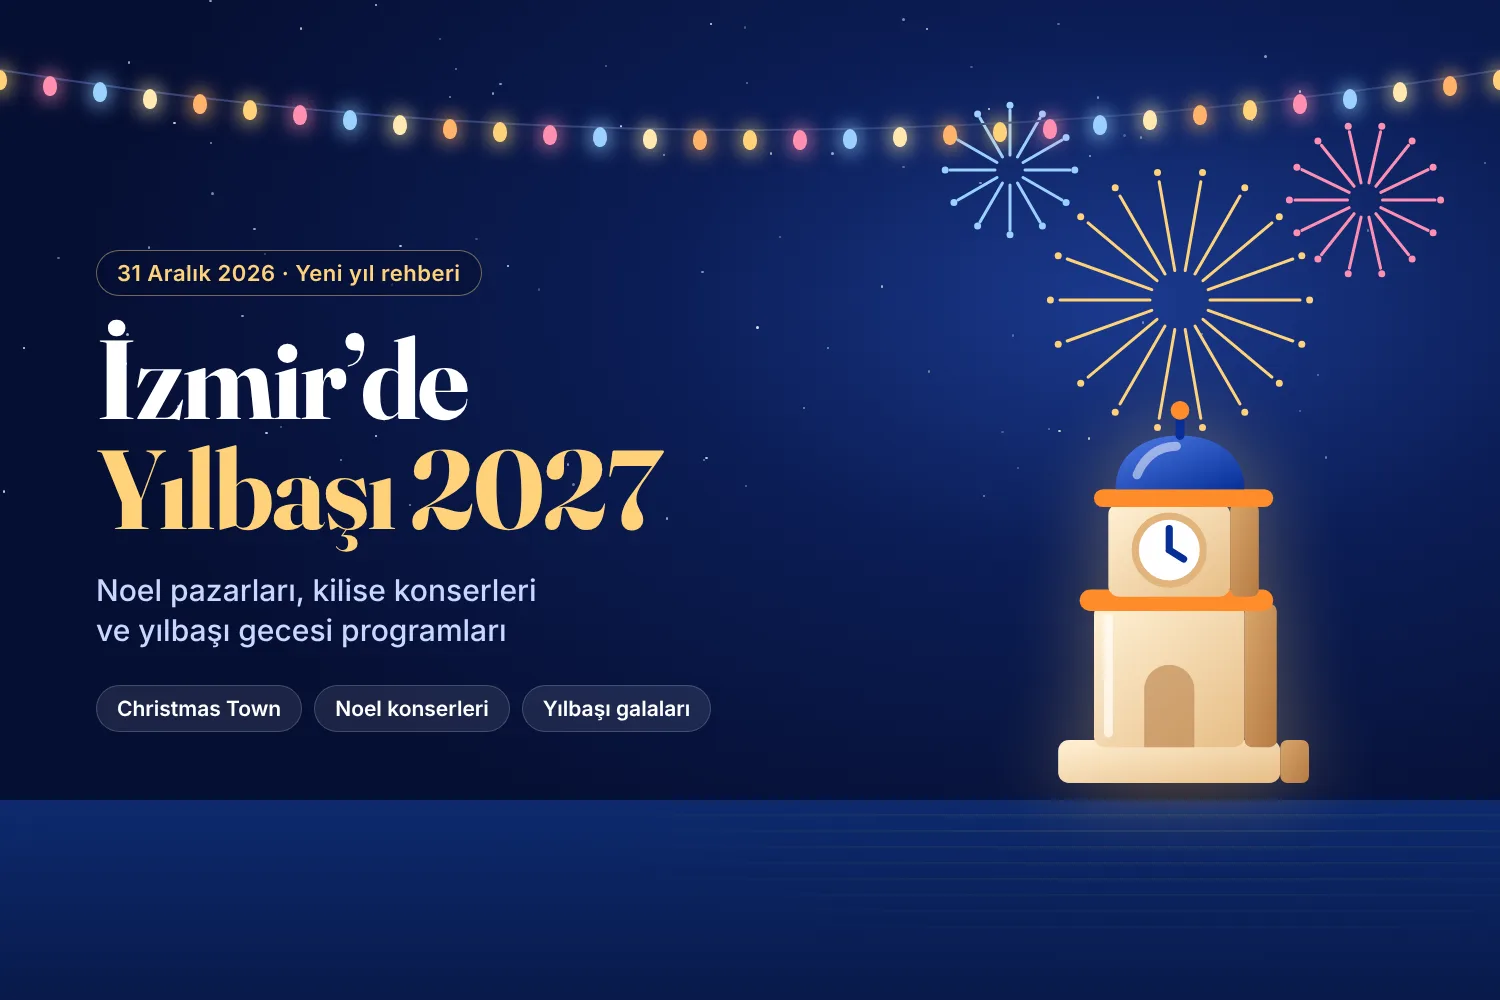 31 Aralık 2026 · Yeni yıl rehberi
İzmir’de
Yılbaşı 2027
Noel pazarları, kilise konserleri
ve yılbaşı gecesi programları
Christmas Town
Noel konserleri
Yılbaşı galaları